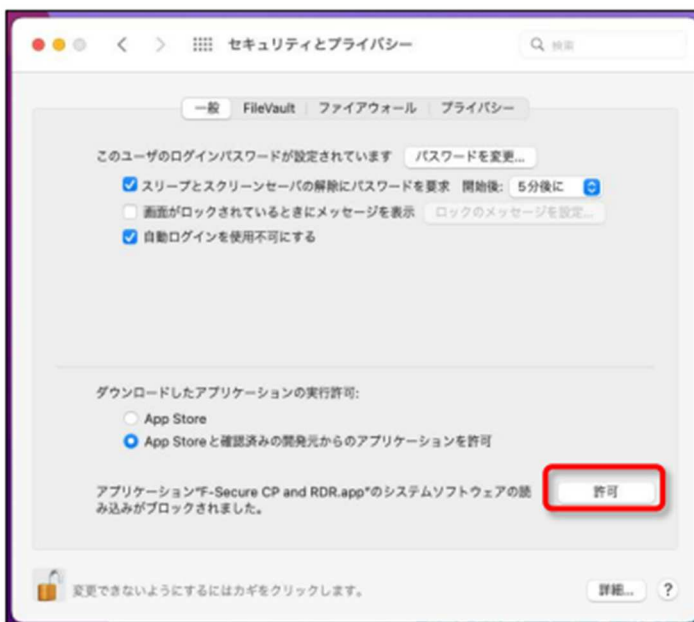 セキュリティとプライバシー
検索
一般 FileVault ファイアウォール プライバシー
このユーザのログインパスワードが設定されています パスワードを変更...
スリープとスクリーンセーバの解除にパスワードを要求 開始後: 5分後に
画面がロックされているときにメッセージを表示 ロックのメッセージを設定...
自動ログインを使用不可にする
ダウンロードしたアプリケーションの実行許可:
App Store
App Storeと確認済みの開発元からのアプリケーションを許可
アプリケーション"F-Secure CP and RDR.app"のシステムソフトウェアの読
み込みがブロックされました。
許可
変更できないようにするにはカギをクリックします。
詳細... ?